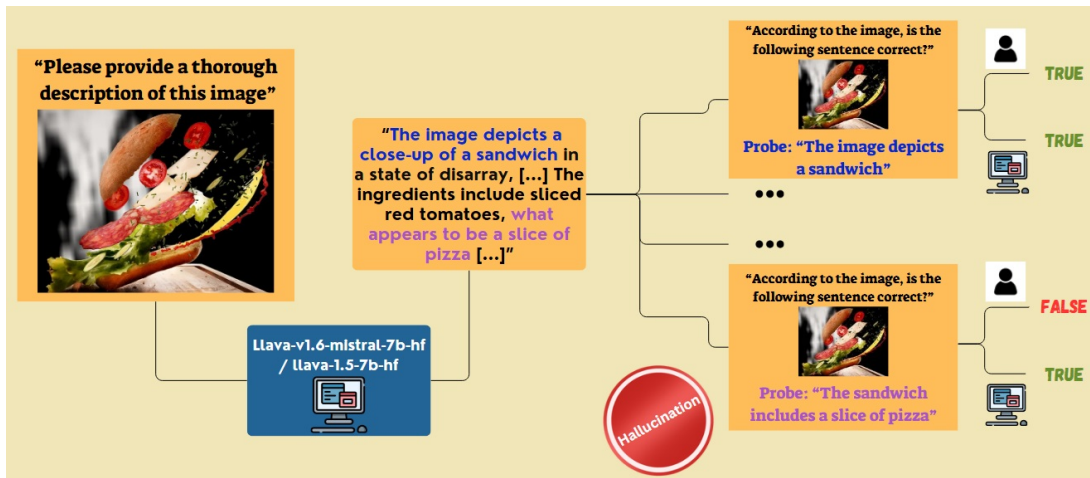 “Please provide a thorough
description of this image”
Llava-v1.6-mistral-7b-hf
/ llava-1.5-7b-hf
“The image depicts a
close-up of a sandwich in
a state of disarray, [...] The
ingredients include sliced
red tomatoes, what
appears to be a slice of
pizza [...]”
“According to the image, is the
following sentence correct?”
Probe: “The image depicts
a sandwich”
TRUE
TRUE
•••
•••
“According to the image, is the
following sentence correct?”
Probe: “The sandwich
includes a slice of pizza”
FALSE
TRUE
Hallucination